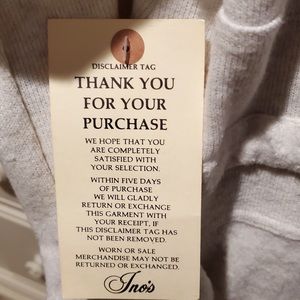 DISCLAIMER TAG
THANK YOU
FOR YOUR
PURCHASE
WE HOPE THAT YOU
ARE COMPLETELY
SATISFIED WITH
YOUR SELECTION.
WITHIN FIVE DAYS
OF PURCHASE
WE WILL GLADLY
RETURN OR EXCHANGE
THIS GARMENT WITH
YOUR RECEIPT, IF
THIS DISCLAIMER TAG HAS
NOT BEEN REMOVED.
WORN OR SALE
MERCHANDISE MAY NOT BE
RETURNED OR EXCHANGED.
Ino's